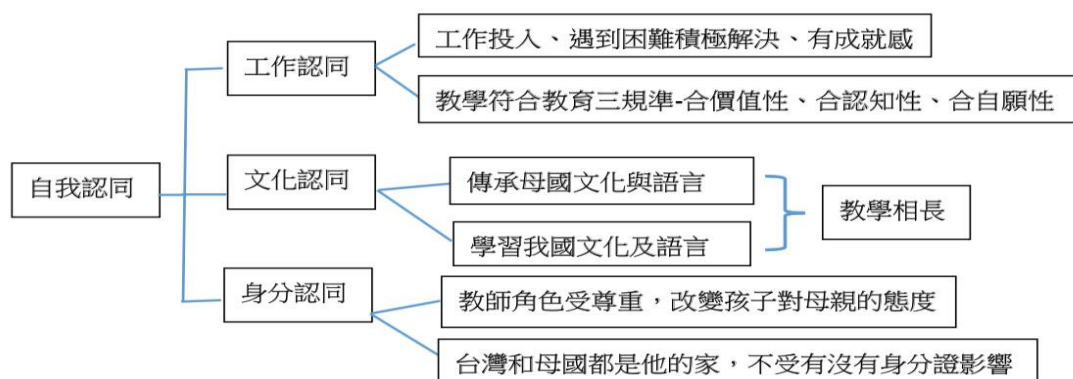 工作投入、遇到困難積極解決、有成就感
工作認同
教學符合教育三規準-合價值性、合認知性、合自願性
自我認同
文化認同
傳承母國文化與語言
教學相長
學習我國文化及語言
身分認同
教師角色受尊重，改變孩子對母親的態度
台灣和母國都是他的家，不受有沒有身分證影響